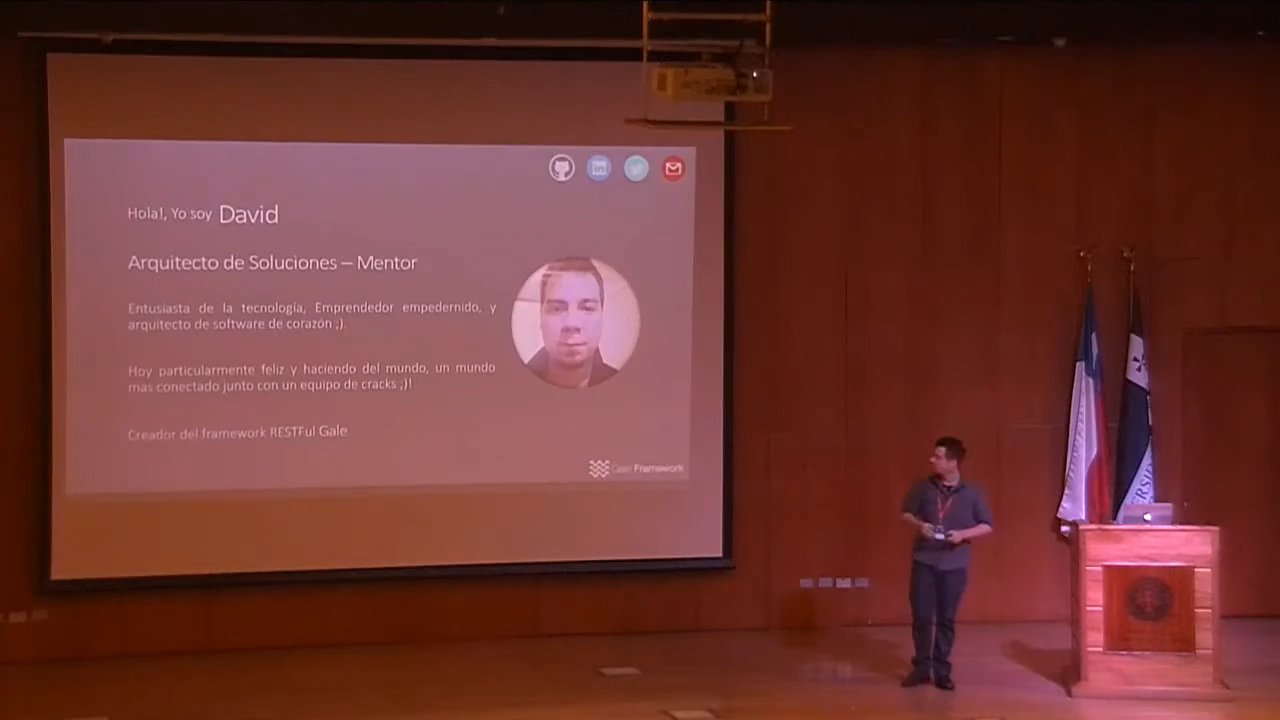 Hola!, Yo soy David
Arquitecto de Soluciones – Mentor
Entusiasta de la tecnología, Emprendedor empedernido, y
arquitecto de software de corazón ;).
Hoy particularmente feliz y haciendo del mundo, un mundo
mas conectado junto con un equipo de cracks ;)!
Creador del framework RESTFul Gale
Framework
in